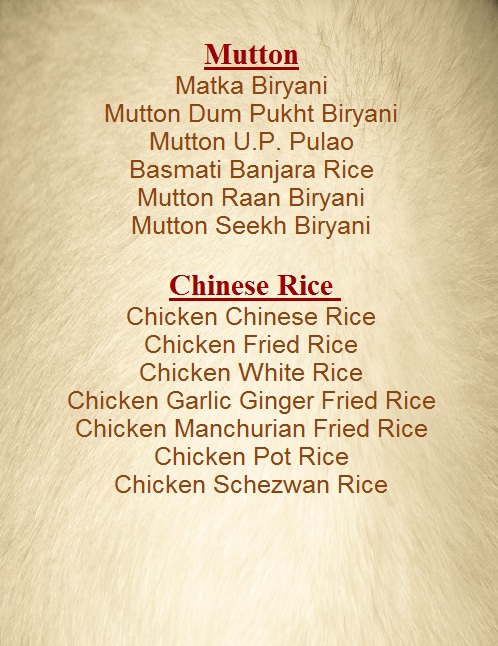 Mutton
Matka Biryani
Mutton Dum Pukht Biryani
Mutton U.P. Pulao
Basmati Banjara Rice
Mutton Raan Biryani
Mutton Seekh Biryani
Chinese Rice
Chicken Chinese Rice
Chicken Fried Rice
Chicken White Rice
Chicken Garlic Ginger Fried Rice
Chicken Manchurian Fried Rice
Chicken Pot Rice
Chicken Schezwan Rice